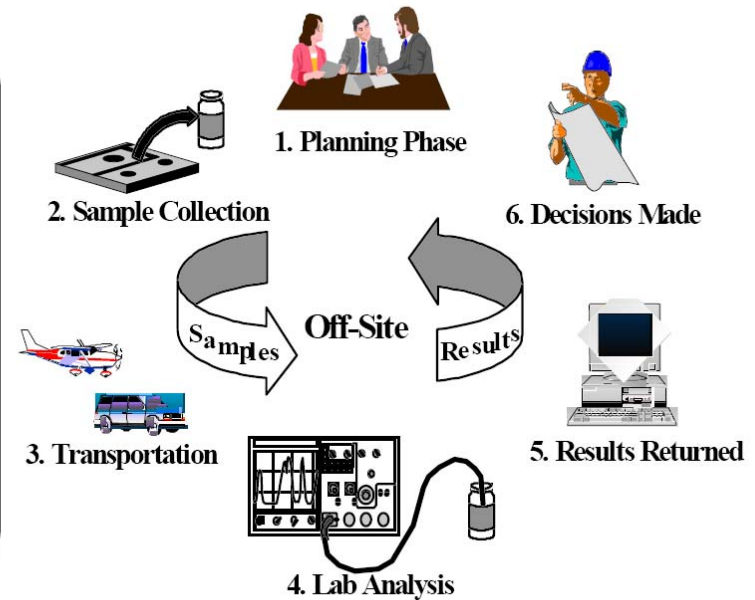 1. Planning Phase
2. Sample Collection
6. Decisions Made
Samples
Off-Site
Results
3. Transportation
5. Results Returned
4. Lab Analysis